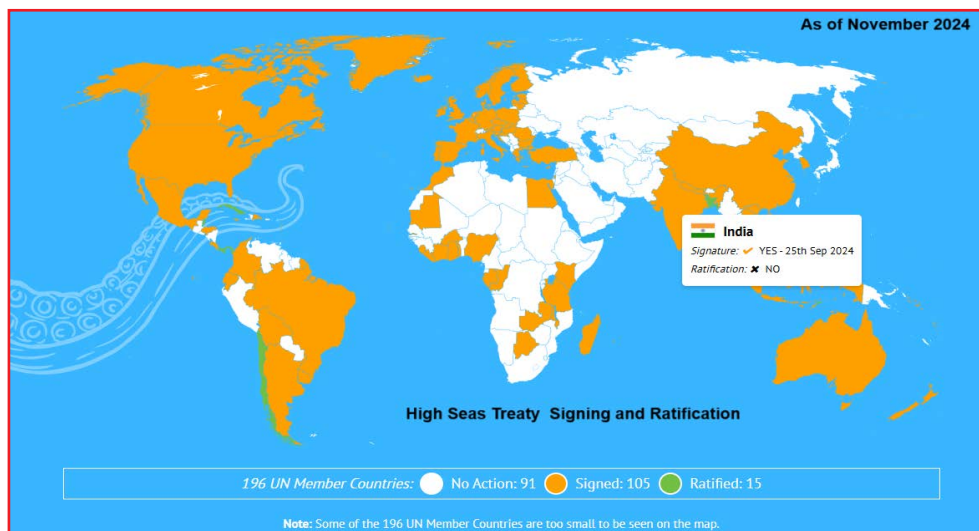 As of November 2024
India
Signature: ✔ YES - 25th Sep 2024
Ratification: ✖ NO
High Seas Treaty Signing and Ratification
196 UN Member Countries: No Action: 91 Signed: 105 Ratified: 15
Note: Some of the 196 UN Member Countries are too small to be seen on the map.